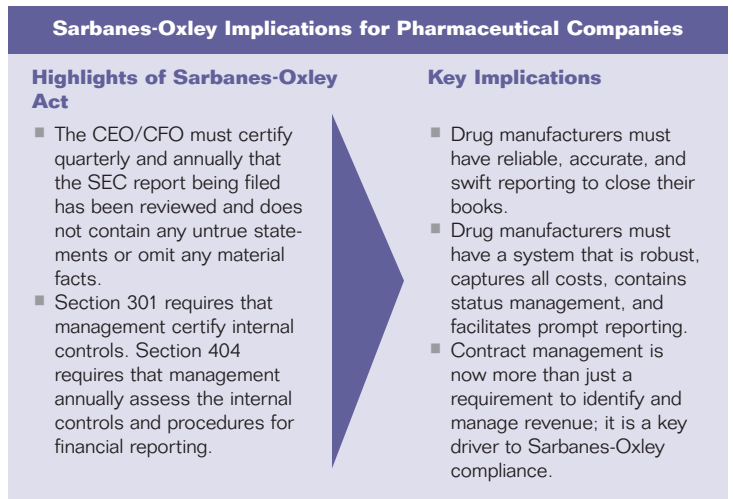 Sarbanes-Oxley Implications for Pharmaceutical Companies
Highlights of Sarbanes-Oxley
Act
■ The CEO/CFO must certify
quarterly and annually that
the SEC report being filed
has been reviewed and does
not contain any untrue state-
ments or omit any material
facts.
■ Section 301 requires that
management certify internal
controls. Section 404
requires that management
annually assess the internal
controls and procedures for
financial reporting.
Key Implications
■ Drug manufacturers must
have reliable, accurate, and
swift reporting to close their
books.
■ Drug manufacturers must
have a system that is robust,
captures all costs, contains
status management, and
facilitates prompt reporting.
■ Contract management is
now more than just a
requirement to identify and
manage revenue; it is a key
driver to Sarbanes-Oxley
compliance.